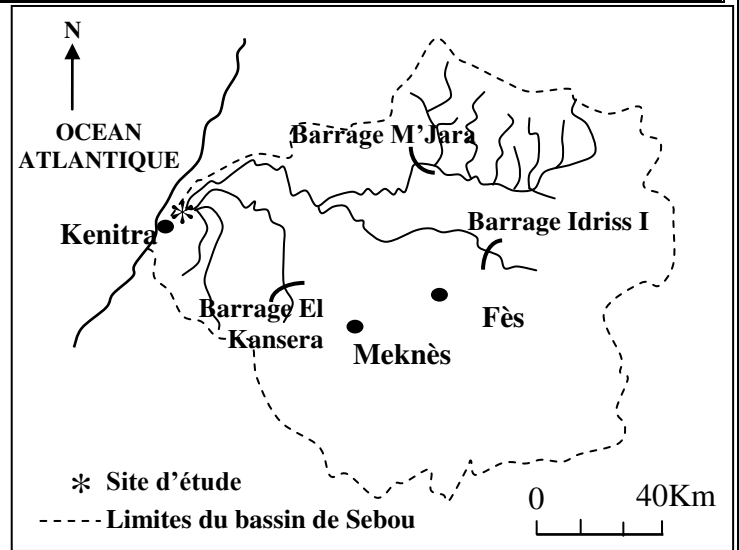 N
OCEAN
ATLANTIQUE
Barrage M'Jara
Kenitra
Barrage Idriss I
Barrage El
Kansera
Fès
Meknès
* Site d'étude
0 40Km
----- Limites du bassin de Sebou